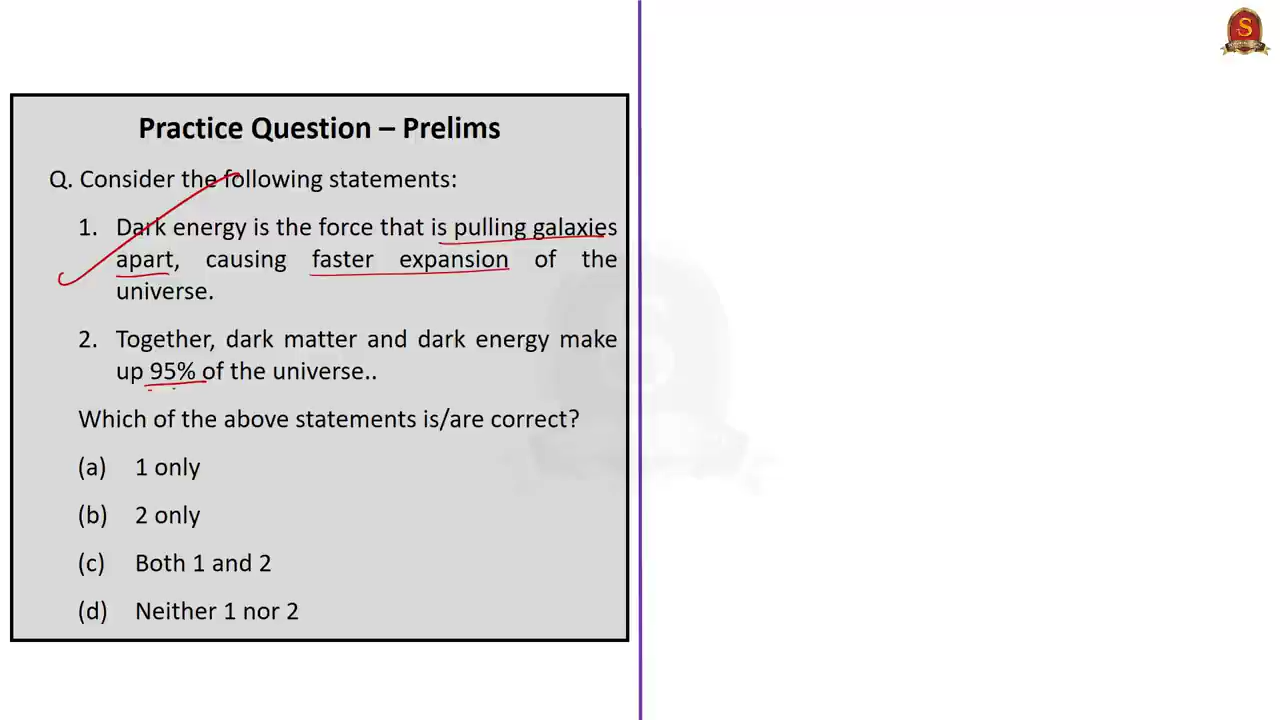 Practice Question – Prelims
Q. Consider the following statements:
1. Dark energy is the force that is pulling galaxies
apart, causing faster expansion of the
universe.
2. Together, dark matter and dark energy make
up 95% of the universe..
Which of the above statements is/are correct?
(a) 1 only
(b) 2 only
(c) Both 1 and 2
(d) Neither 1 nor 2
S